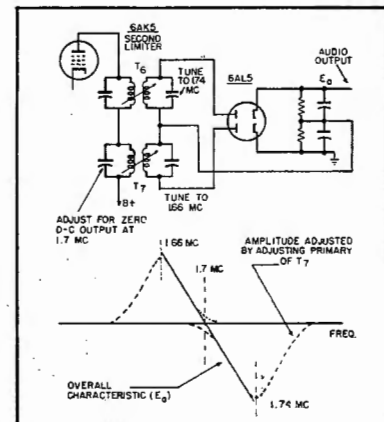 6AK5
SECOND
LIMITER
T6
TUNE
TO 1.74
MC
6AL5
AUDIO
OUTPUT
E0
T7
B+
TUNE TO
1.66 MC
ADJUST FOR ZERO
D-C OUTPUT AT
1.7 MC
1.66 MC
1.7 MC
AMPLITUDE ADJUSTED
BY ADJUSTING PRIMARY
OF T7
FREQ.
OVERALL
CHARACTERISTIC (E0)
1.74 MC